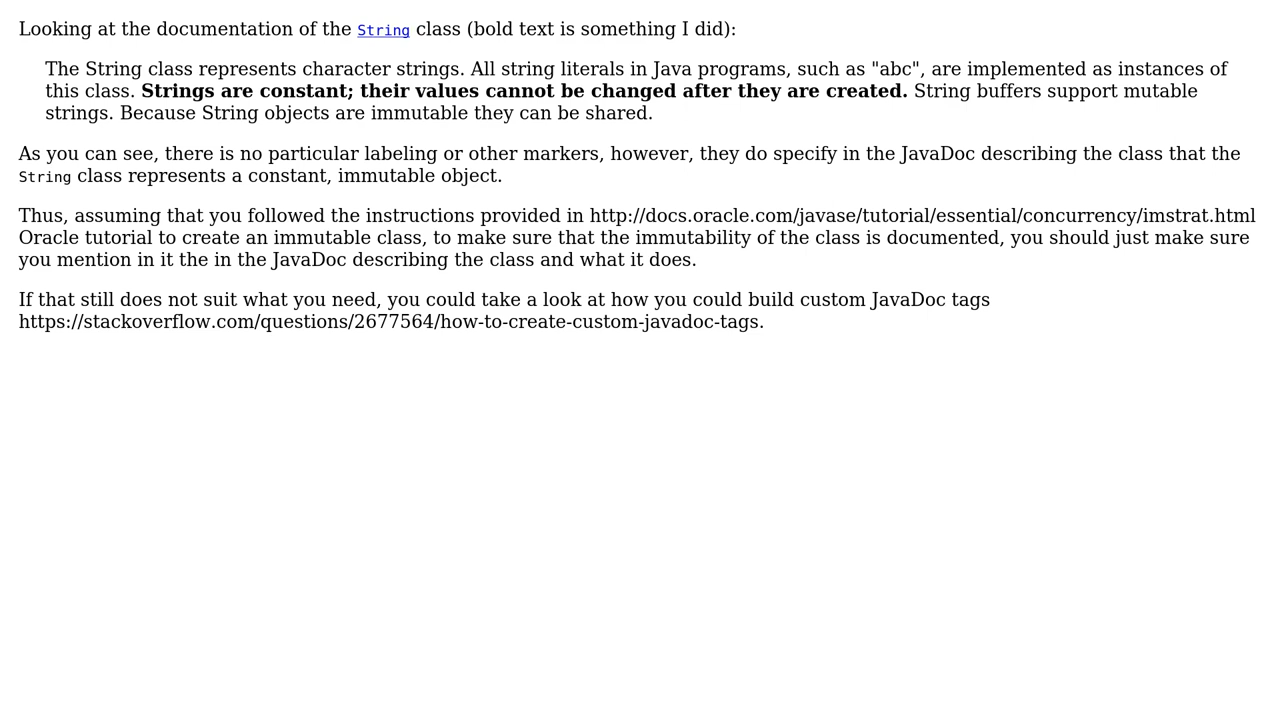 Looking at the documentation of the String class (bold text is something I did):
The String class represents character strings. All string literals in Java programs, such as "abc", are implemented as instances of
this class. Strings are constant; their values cannot be changed after they are created. String buffers support mutable
strings. Because String objects are immutable they can be shared.
As you can see, there is no particular labeling or other markers, however, they do specify in the JavaDoc describing the class that the
String class represents a constant, immutable object.
Thus, assuming that you followed the instructions provided in http://docs.oracle.com/javase/tutorial/essential/concurrency/imstrat.html
Oracle tutorial to create an immutable class, to make sure that the immutability of the class is documented, you should just make sure
you mention in it the in the JavaDoc describing the class and what it does.
If that still does not suit what you need, you could take a look at how you could build custom JavaDoc tags
https://stackoverflow.com/questions/2677564/how-to-create-custom-javadoc-tags.